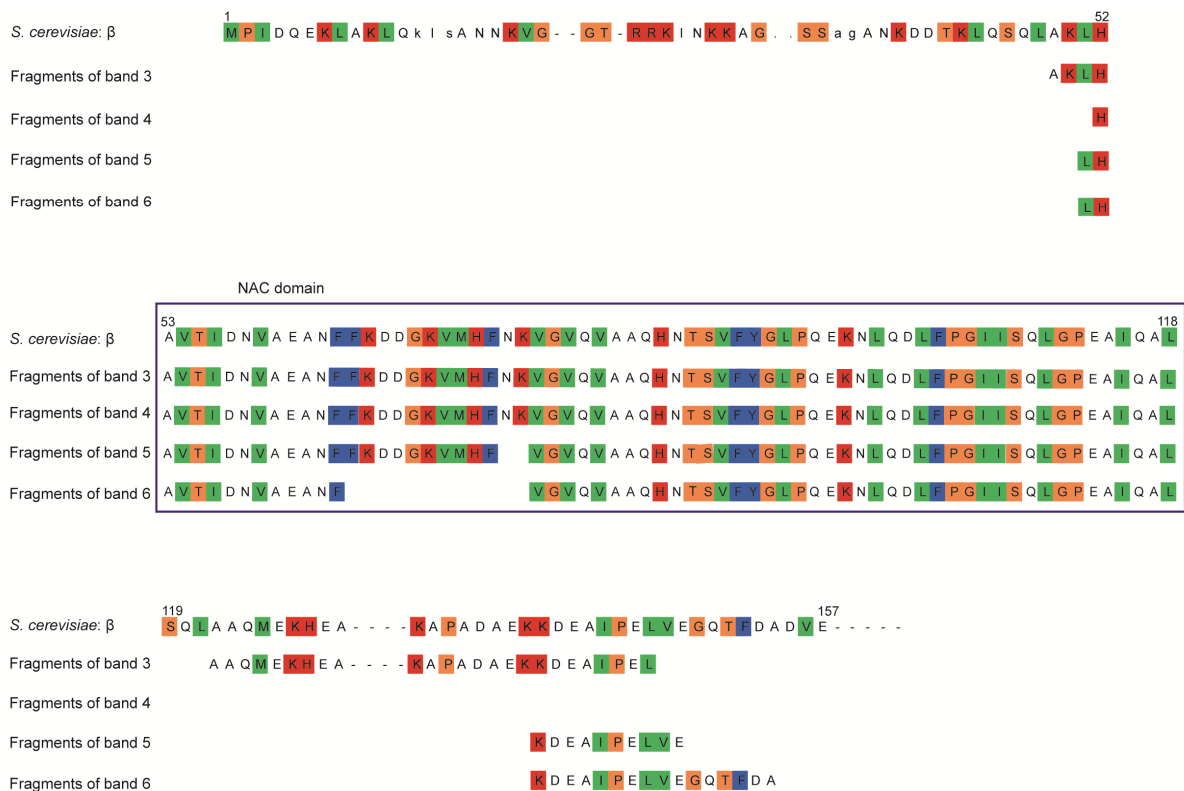 1 52
S. cerevisiae: β M P I D Q E K L A K L Q k I s A N N K V G - - G T - R R K I N K K A G . . S S a g A N K D D T K L Q S Q L A K L H
Fragments of band 3 A K L H
Fragments of band 4 H
Fragments of band 5 L H
Fragments of band 6 L H
NAC domain
53 118
S. cerevisiae: β A V T I D N V A E A N F F K D D G K V M H F N K V G V Q V A A Q H N T S V F Y G L P Q E K N L Q D L F P G I I S Q L G P E A I Q A L
Fragments of band 3 A V T I D N V A E A N F F K D D G K V M H F N K V G V Q V A A Q H N T S V F Y G L P Q E K N L Q D L F P G I I S Q L G P E A I Q A L
Fragments of band 4 A V T I D N V A E A N F F K D D G K V M H F N K V G V Q V A A Q H N T S V F Y G L P Q E K N L Q D L F P G I I S Q L G P E A I Q A L
Fragments of band 5 A V T I D N V A E A N F F K D D G K V M H F V G V Q V A A Q H N T S V F Y G L P Q E K N L Q D L F P G I I S Q L G P E A I Q A L
Fragments of band 6 A V T I D N V A E A N F V G V Q V A A Q H N T S V F Y G L P Q E K N L Q D L F P G I I S Q L G P E A I Q A L
119 157
S. cerevisiae: β S Q L A A Q M E K H E A - - - - K A P A D A E K K D E A I P E L V E G Q T F D A D V E - - - - -
Fragments of band 3 A A Q M E K H E A - - - - K A P A D A E K K D E A I P E L
Fragments of band 4
Fragments of band 5 K D E A I P E L V E
Fragments of band 6 K D E A I P E L V E G Q T F D A